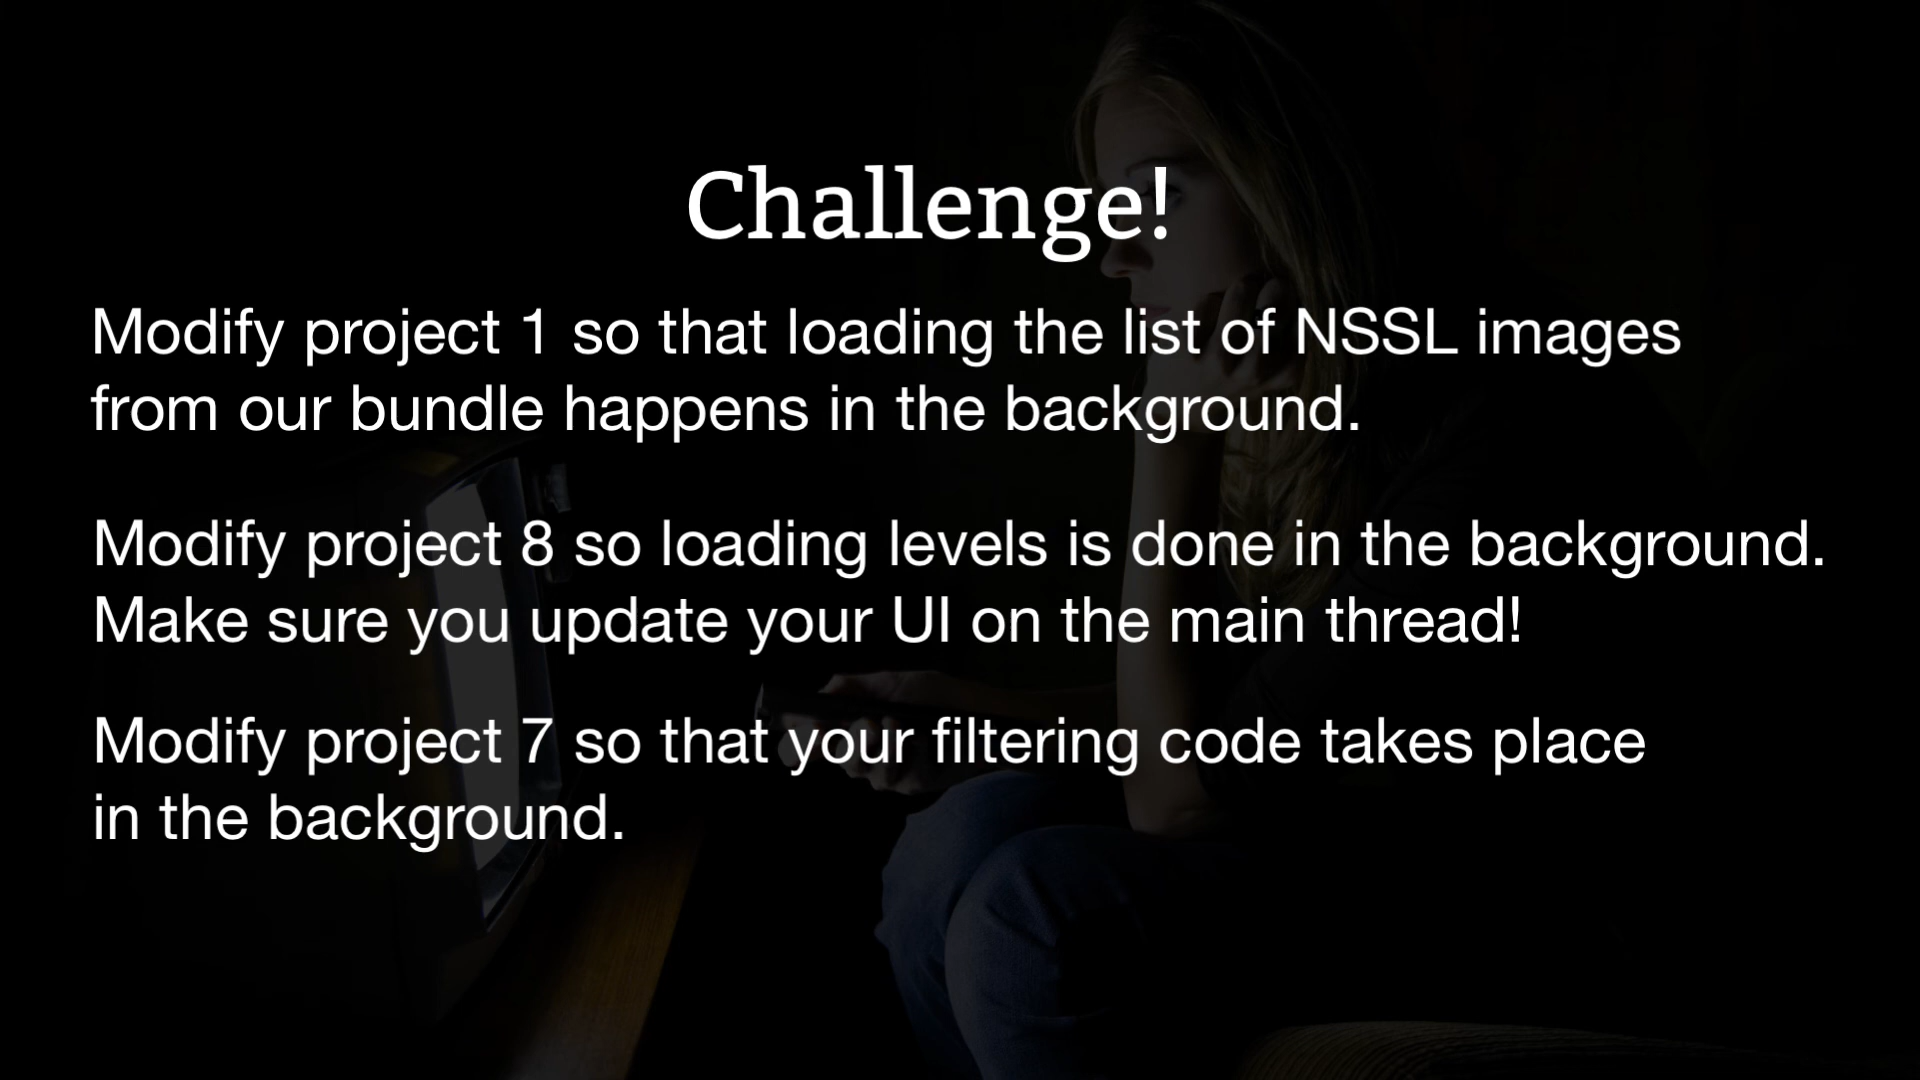 Challenge!
Modify project 1 so that loading the list of NSSL images
from our bundle happens in the background.
Modify project 8 so loading levels is done in the background.
Make sure you update your UI on the main thread!
Modify project 7 so that your filtering code takes place
in the background.